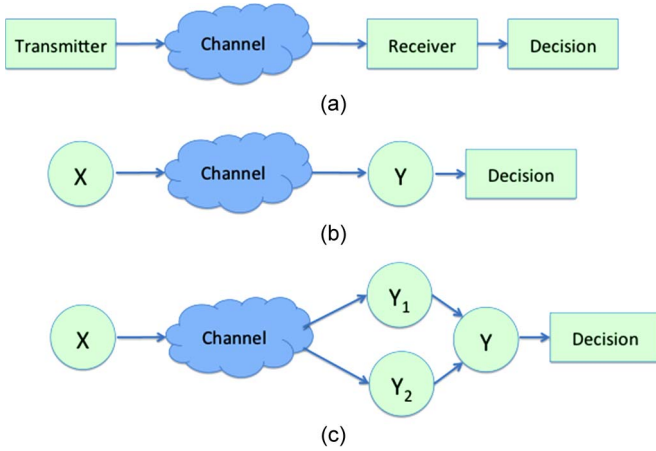 Transmitter Channel Receiver Decision
(a)
X Channel Y Decision
(b)
Y₁
X Channel Y Decision
Y₂
(c)